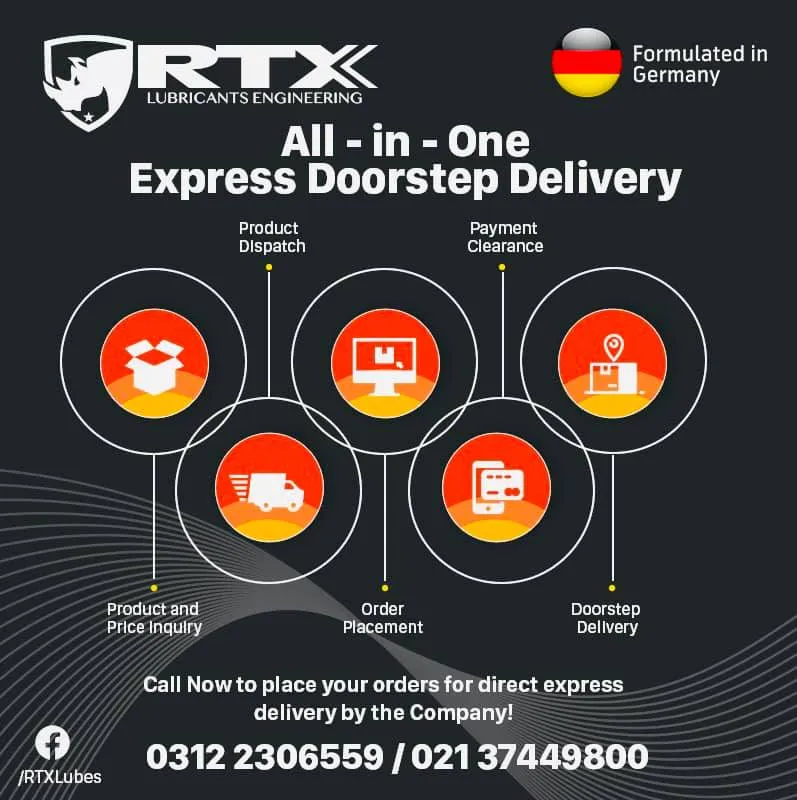 RTX
LUBRICANTS ENGINEERING
Formulated in
Germany
All - in - One
Express Doorstep Delivery
Product
Dispatch
Payment
Clearance
Product and
Price Inquiry
Order
Placement
Doorstep
Delivery
Call Now to place your orders for direct express
delivery by the Company!
0312 2306559 / 021 37449800
/RTXLubes